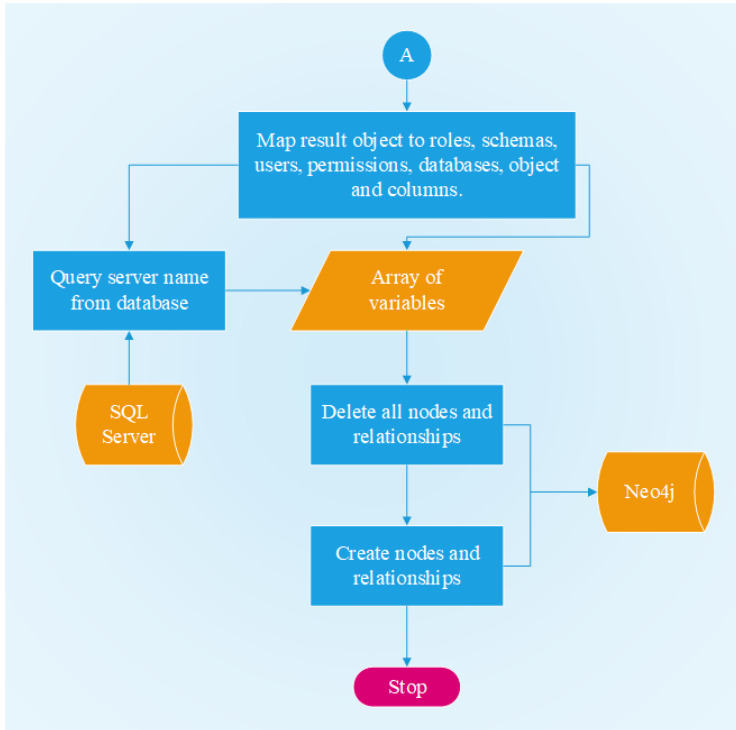 A
Map result object to roles, schemas,
users, permissions, databases, object
and columns.
Query server name
from database
Array of
variables
SQL
Server
Delete all nodes and
relationships
Neo4j
Create nodes and
relationships
Stop